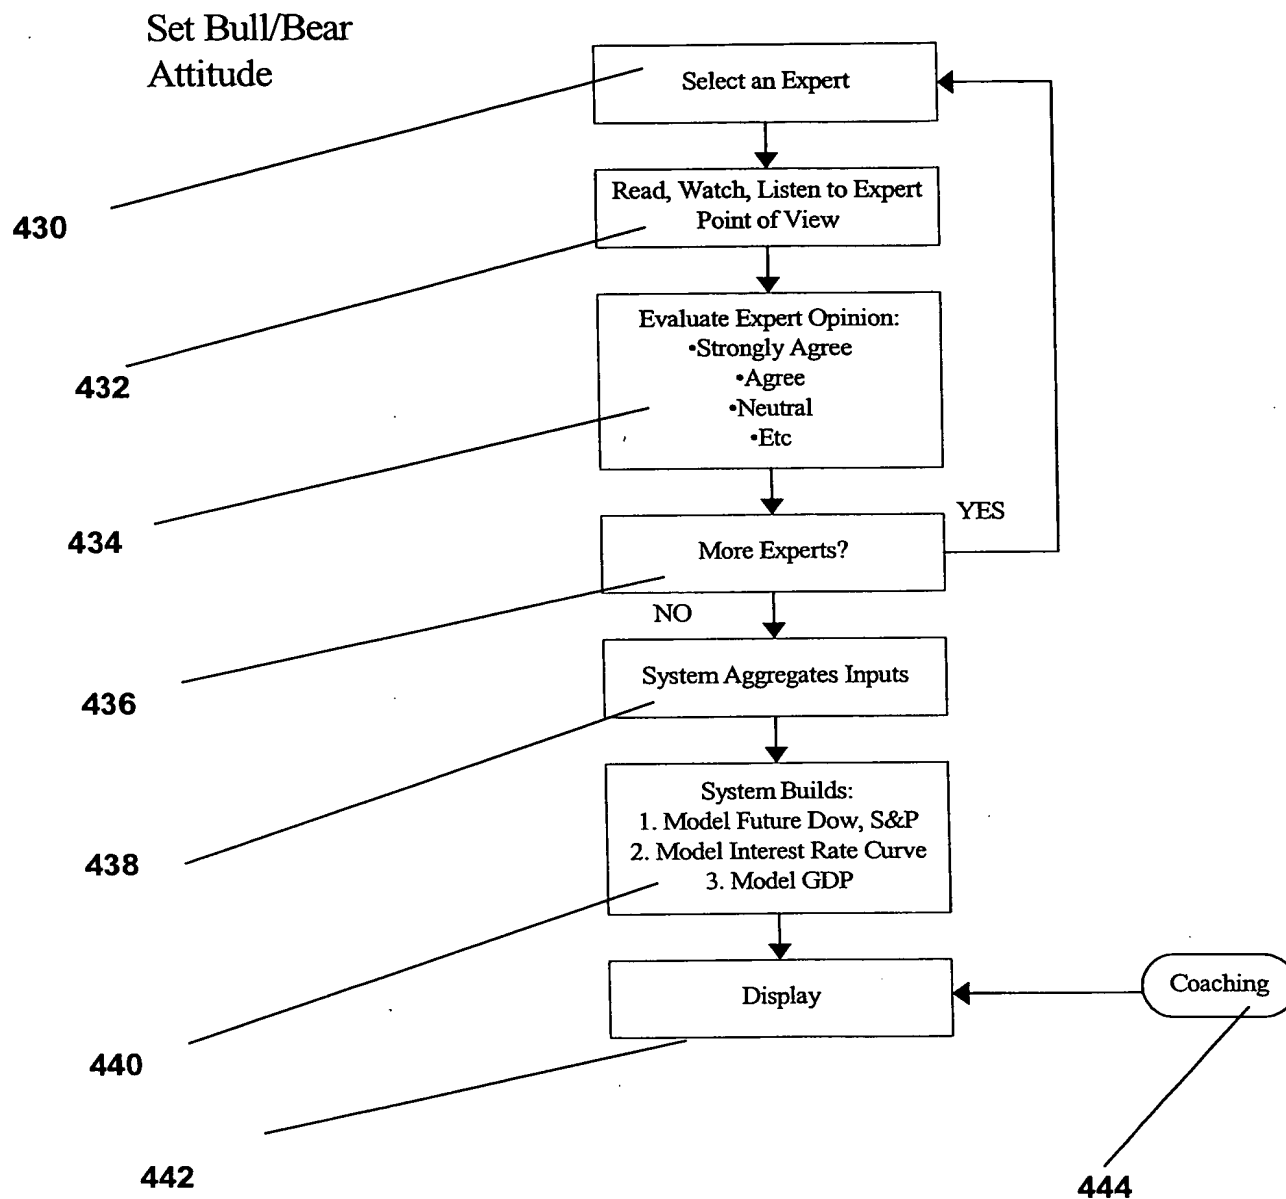 Set Bull/Bear
Attitude
Select an Expert
430
Read, Watch, Listen to Expert
Point of View
432
Evaluate Expert Opinion:
•Strongly Agree
•Agree
•Neutral
•Etc
434
YES
More Experts?
NO
436
System Aggregates Inputs
438
System Builds:
1. Model Future Dow, S&P
2. Model Interest Rate Curve
3. Model GDP
440
Display
Coaching
442
444